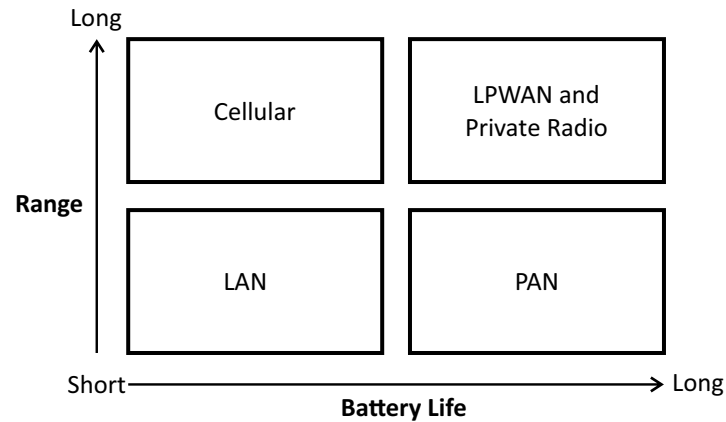 Long
Cellular
LPWAN and
Private Radio
Range
LAN
PAN
Short
Long
Battery Life